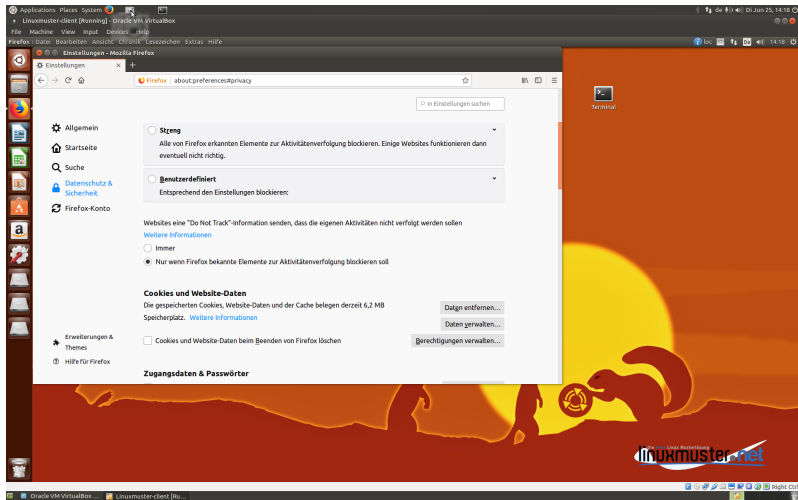 Applications Places System
de Di Jun 25, 14:18
Linuxmuster-client [Running] - Oracle VM VirtualBox
File Machine View Input Devices Help
Firefox Datei Bearbeiten Ansicht Chronik Lesezeichen Extras Hilfe
loc De 14:18
Einstellungen - Mozilla Firefox
Einstellungen
Firefox about:preferences#privacy
In Einstellungen suchen
Terminal
Allgemein
Startseite
Suche
Datenschutz &
Sicherheit
Firefox-Konto
Erweiterungen &
Themes
Hilfe für Firefox
Streng
Alle von Firefox erkannten Elemente zur Aktivitätenverfolgung blockieren. Einige Websites funktionieren dann
eventuell nicht richtig.
Benutzerdefiniert
Entsprechend den Einstellungen blockieren:
Websites eine "Do Not Track"-Information senden, dass die eigenen Aktivitäten nicht verfolgt werden sollen
Weitere Informationen
Immer
Nur wenn Firefox bekannte Elemente zur Aktivitätenverfolgung blockieren soll
Cookies und Website-Daten
Die gespeicherten Cookies, Website-Daten und der Cache belegen derzeit 6,2 MB
Speicherplatz. Weitere Informationen
Daten entfernen...
Daten verwalten...
Cookies und Website-Daten beim Beenden von Firefox löschen
Berechtigungen verwalten...
Zugangsdaten & Passwörter
linuxmuster.net
Right Ctrl
Oracle VM VirtualBox ...
Linuxmuster-client [Ru...